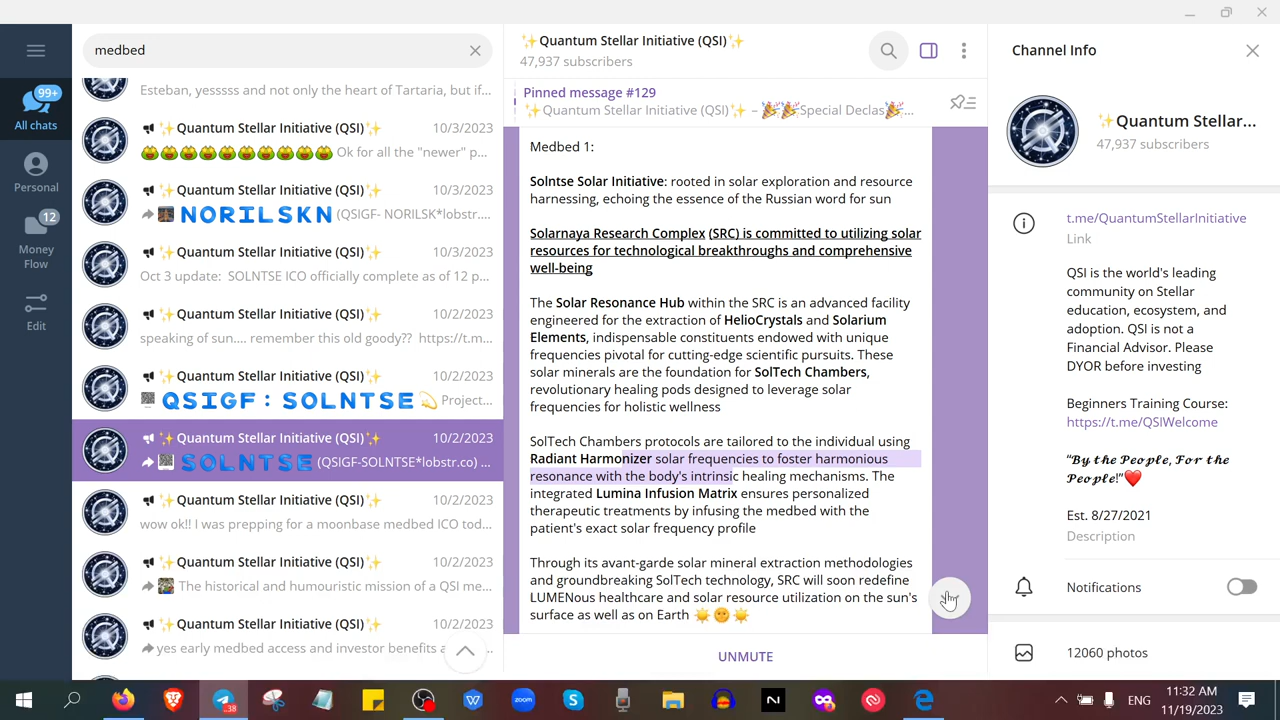 medbed
Esteban, yesssss and not only the heart of Tartaria, but if...
✨Quantum Stellar Initiative (QSI)✨ 10/3/2023
🐸🐸🐸🐸🐸🐸🐸🐸🐸🐸 Ok for all the "newer" p...
✨Quantum Stellar Initiative (QSI)✨ 10/3/2023
NORILSKN (QSIGF- NORILSK*lobstr....
✨Quantum Stellar Initiative (QSI)✨ 10/3/2023
Oct 3 update: SOLNTSE ICO officially complete as of 12 p...
✨Quantum Stellar Initiative (QSI)✨ 10/2/2023
speaking of sun.... remember this old goody?? https://t.m...
✨Quantum Stellar Initiative (QSI)✨ 10/2/2023
QSIGF: SOLNTSE💫 Project...
✨Quantum Stellar Initiative (QSI)✨ 10/2/2023
SOLNTSE (QSIGF-SOLNTSE*lobstr.co) ...
✨Quantum Stellar Initiative (QSI)✨ 10/2/2023
wow ok!! I was prepping for a moonbase medbed ICO tod...
✨Quantum Stellar Initiative (QSI)✨ 10/2/2023
The historical and humouristic mission of a QSI me...
✨Quantum Stellar Initiative (QSI)✨ 10/2/2023
yes early medbed access and investor benefits a
99+
All chats
Personal
12
Money
Flow
Edit
✨Quantum Stellar Initiative (QSI)✨
47,937 subscribers
Pinned message #129
✨Quantum Stellar Initiative (QSI)✨ – 🎉🎉Special Declas🎉...
Medbed 1:
Solntse Solar Initiative: rooted in solar exploration and resource
harnessing, echoing the essence of the Russian word for sun
Solarnaya Research Complex (SRC) is committed to utilizing solar
resources for technological breakthroughs and comprehensive
well-being
The Solar Resonance Hub within the SRC is an advanced facility
engineered for the extraction of HelioCrystals and Solarium
Elements, indispensable constituents endowed with unique
frequencies pivotal for cutting-edge scientific pursuits. These
solar minerals are the foundation for SolTech Chambers,
revolutionary healing pods designed to leverage solar
frequencies for holistic wellness
SolTech Chambers protocols are tailored to the individual using
Radiant Harmonizer solar frequencies to foster harmonious
resonance with the body's intrinsic healing mechanisms. The
integrated Lumina Infusion Matrix ensures personalized
therapeutic treatments by infusing the medbed with the
patient's exact solar frequency profile
Through its avant-garde solar mineral extraction methodologies
and groundbreaking SolTech technology, SRC will soon redefine
LUMENous healthcare and solar resource utilization on the sun's
surface as well as on Earth ☀️🌞☀️
UNMUTE
Channel Info
✨Quantum Stellar...
47,937 subscribers
t.me/QuantumStellarInitiative
Link
QSI is the world's leading
community on Stellar
education, ecosystem, and
adoption. QSI is not a
Financial Advisor. Please
DYOR before investing
Beginners Training Course:
https://t.me/QSIWelcome
"𝓑𝔂 𝓽𝓱𝓮 𝓟𝓮𝓸𝓹𝓵𝓮, 𝓕𝓸𝓻 𝓽𝓱𝓮
𝓟𝓮𝓸𝓹𝓵𝓮!"❤️
Est. 8/27/2021
Description
Notifications
12060 photos
38
zoom
ENG
11:32 AM
11/19/2023